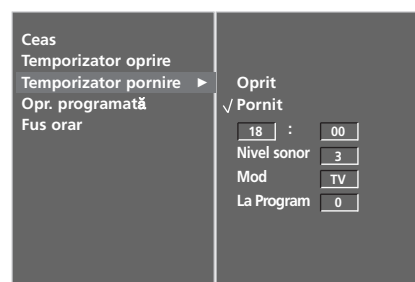 Ceas
Temporizator oprire
Temporizator pornire ►
Opr. programată
Fus orar
Oprit
√ Pornit
18 : 00
Nivel sonor 3
Mod TV
La Program 0